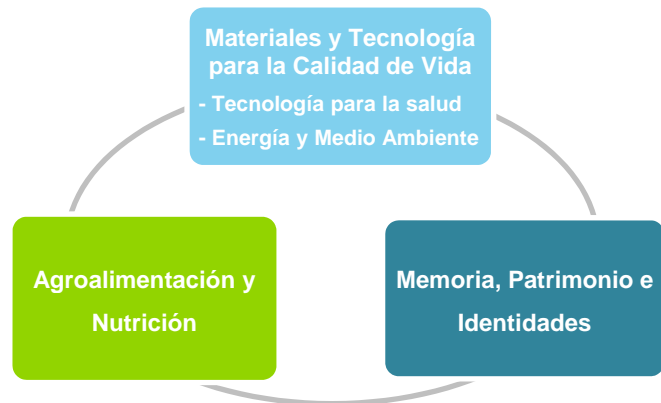 Materiales y Tecnología
para la Calidad de Vida
- Tecnología para la salud
- Energía y Medio Ambiente
Agroalimentación y
Nutrición
Memoria, Patrimonio e
Identidades